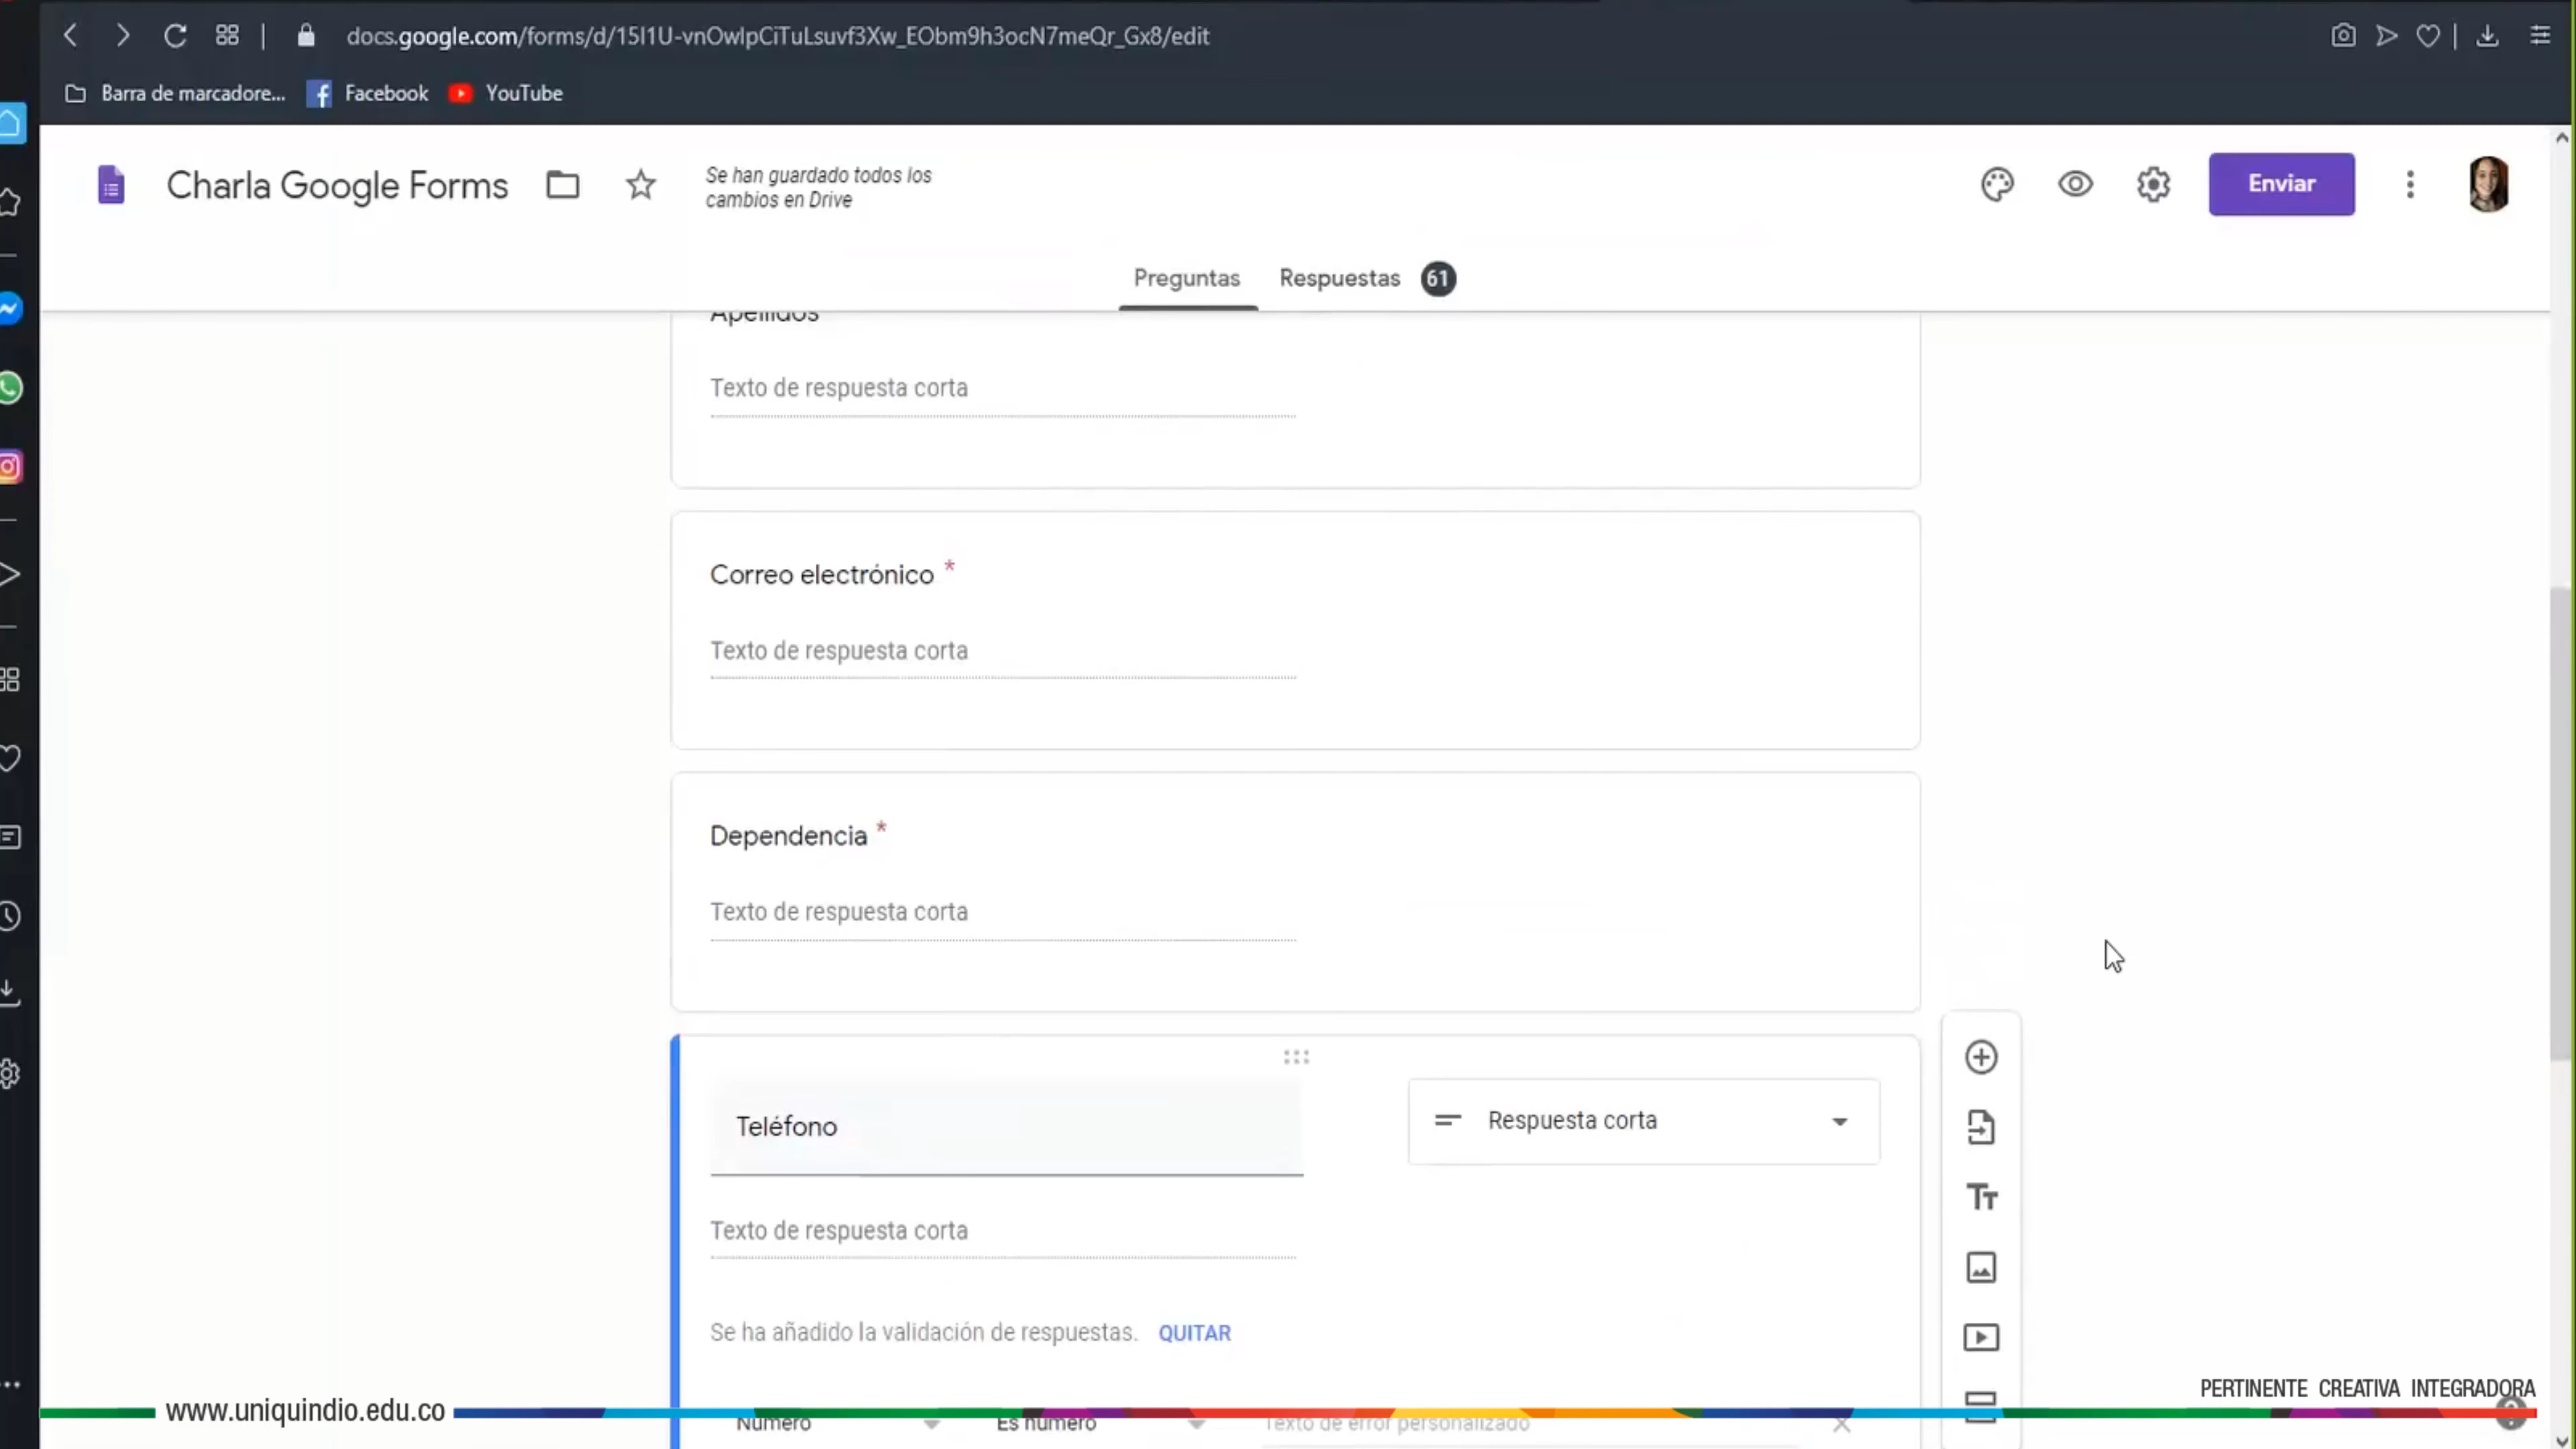 docs.google.com/forms/d/15I1U-vnOwlpCiTuLsuvf3Xw_EObm9h3ocN7meQr_Gx8/edit
Barra de marcadore... Facebook YouTube
Charla Google Forms
Se han guardado todos los
cambios en Drive
Enviar
Preguntas Respuestas 61
Apellidos
Texto de respuesta corta
Correo electrónico *
Texto de respuesta corta
Dependencia *
Texto de respuesta corta
Teléfono
Respuesta corta
Texto de respuesta corta
Se ha añadido la validación de respuestas. QUITAR
PERTINENTE CREATIVA INTEGRADORA
www.uniquindio.edu.co
Número Es número Texto de error personalizado